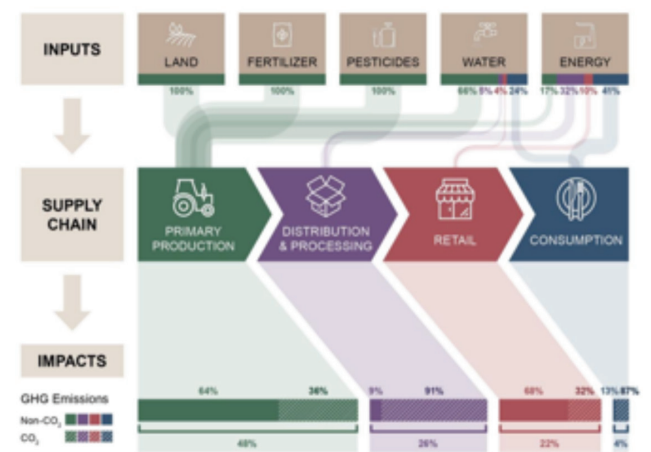 INPUTS
LAND
FERTILIZER
PESTICIDES
WATER
ENERGY
100%
100%
100%
66% 5% 4% 24%
17% 32% 10% 41%
SUPPLY
CHAIN
PRIMARY
PRODUCTION
DISTRIBUTION
& PROCESSING
RETAIL
CONSUMPTION
IMPACTS
GHG Emissions
Non-CO2
CO2
64%
36%
9%
91%
68%
32%
13% 87%
48%
26%
22%
4%